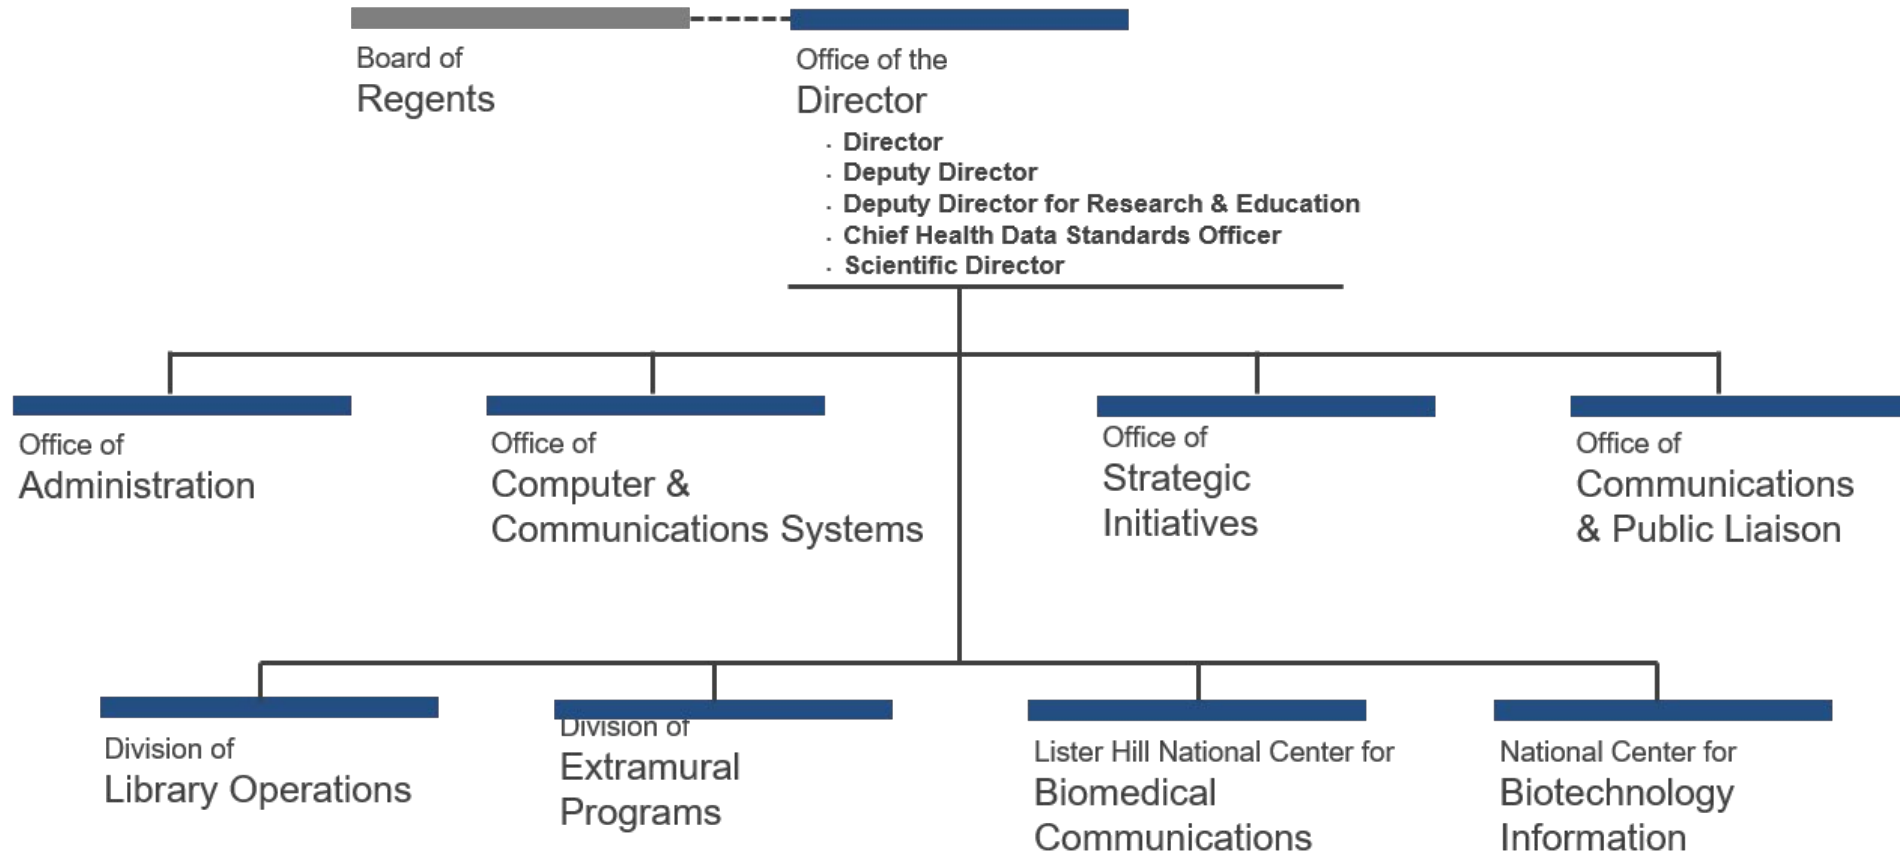 Board of
Regents
Office of the
Director
· Director
· Deputy Director
· Deputy Director for Research & Education
· Chief Health Data Standards Officer
· Scientific Director
Office of
Administration
Office of
Computer &
Communications Systems
Office of
Strategic
Initiatives
Office of
Communications
& Public Liaison
Division of
Library Operations
Division of
Extramural
Programs
Lister Hill National Center for
Biomedical
Communications
National Center for
Biotechnology
Information